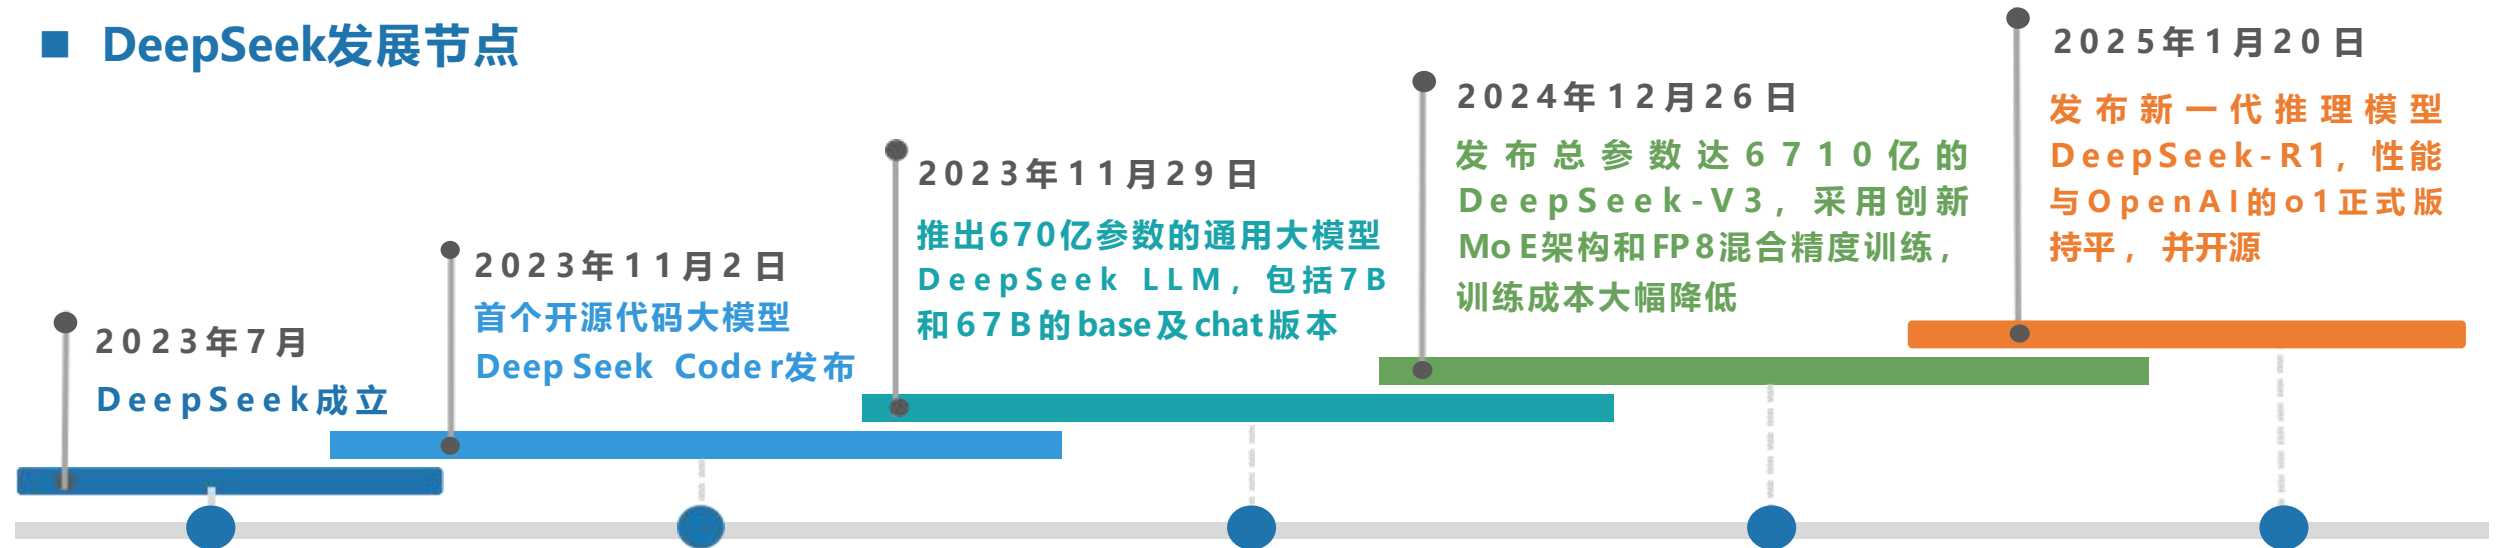 DeepSeek发展节点
2023年7月
DeepSeek成立
2023年11月2日
首个开源代码大模型
DeepSeek Coder发布
2023年11月29日
推出670亿参数的通用大模型
DeepSeek LLM，包括7B
和67B的base及chat版本
2024年12月26日
发布总参数达6710亿的
DeepSeek-V3，采用创新
MoE架构和FP8混合精度训练，
训练成本大幅降低
2025年1月20日
发布新一代推理模型
DeepSeek-R1，性能
与OpenAI的o1正式版
持平，并开源